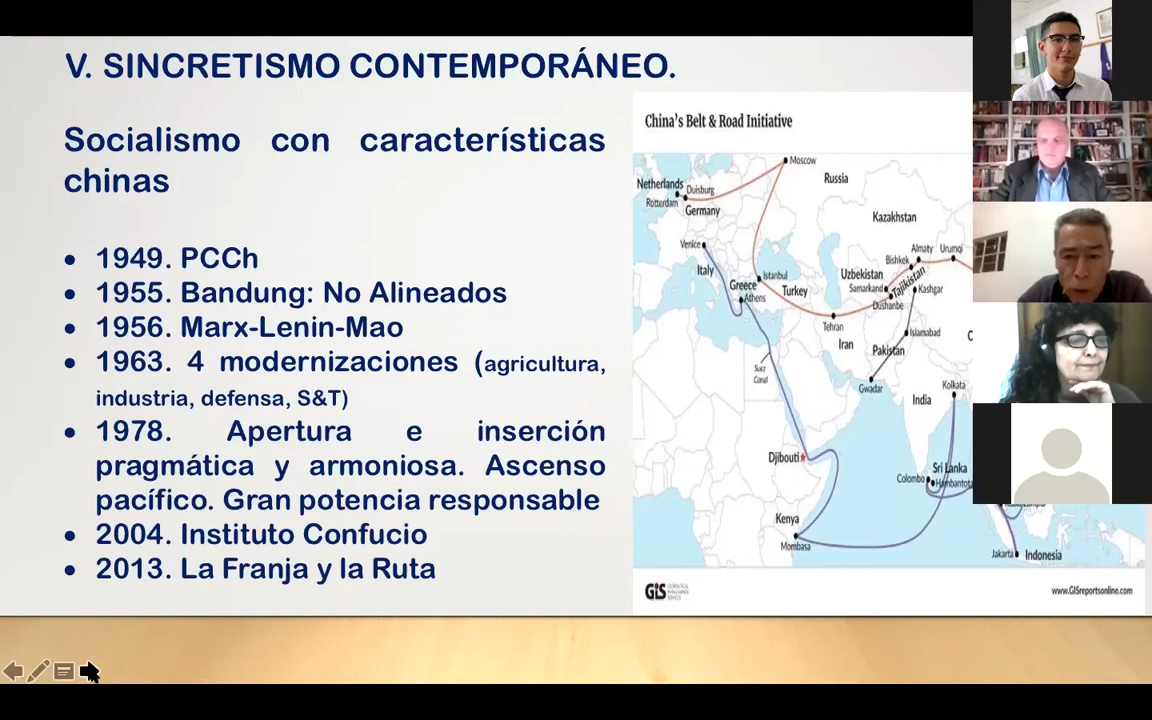 V. SINCRETISMO CONTEMPORÁNEO.
Socialismo con características
chinas
• 1949. PCCh
• 1955. Bandung: No Alineados
• 1956. Marx-Lenin-Mao
• 1963. 4 modernizaciones (agricultura,
industria, defensa, S&T)
• 1978. Apertura e inserción
pragmática y armoniosa. Ascenso
pacífico. Gran potencia responsable
• 2004. Instituto Confucio
• 2013. La Franja y la Ruta
China's Belt & Road Initiative
Moscow
Russia
Netherlands
Duisburg
Rotterdam
Germany
Kazakhstan
Venice
Almaty
Urumqi
Bishkek
Italy
Istanbul
Uzbekistan
Tajikistan
Greece
Turkey
Samarkand
Kashgar
Athens
Dushanbe
Tehran
Islamabad
Iran
Pakistan
Suez
Canal
Gwadar
Kolkata
India
Djibouti
Sri Lanka
Colombo
Hambantota
Kenya
Mombasa
Jakarta
Indonesia
GIS
www.GISreportsonline.com